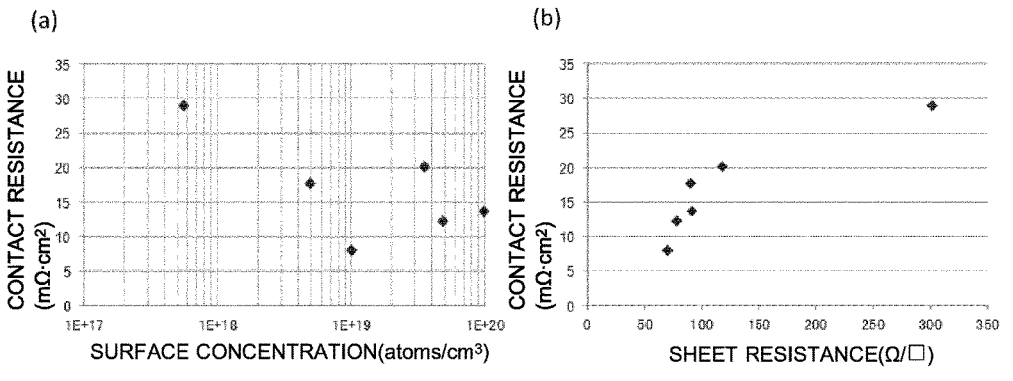 (a)
CONTACT RESISTANCE
(mΩ·cm²)
35
30
25
20
15
10
5
0
1E+17
1E+18
1E+19
1E+20
SURFACE CONCENTRATION(atoms/cm³)
(b)
CONTACT RESISTANCE
(mΩ·cm²)
35
30
25
20
15
10
5
0
0
50
100
150
200
250
300
350
SHEET RESISTANCE(Ω/□)